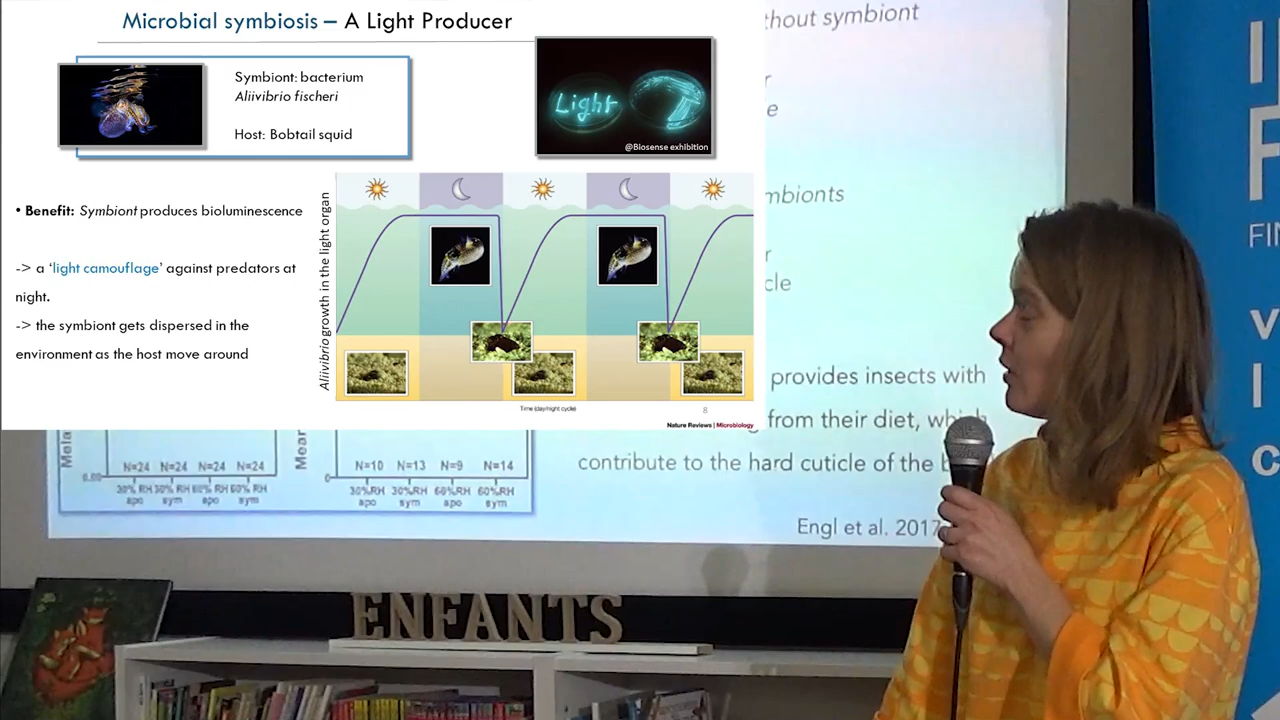 Microbial symbiosis – A Light Producer
Symbiont: bacterium
Aliivibrio fischeri
Host: Bobtail squid
Light
@Biosense exhibition
• Benefit: Symbiont produces bioluminescence
-> a ‘light camouflage’ against predators at
night.
-> the symbiont gets dispersed in the
environment as the host move around
Aliivibrio growth in the light organ
Time (day/night cycle)
8
Nature Reviews | Microbiology
symbiont
provides insects with
from their diet, which
contribute to the hard cuticle of the
Engl et al. 2017
0.00
N=24 N=24 N=24 N=24
30% RH 30% RH 60% RH 60% RH
apo sym apo sym
0
N=10 N=13 N=9 N=14
30%RH 30%RH 60%RH 60%RH
apo sym apo sym
ENFANTS